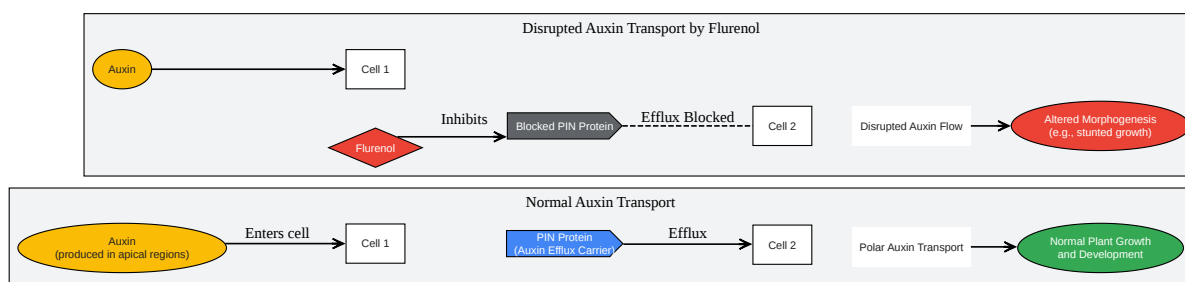 Disrupted Auxin Transport by Flurenol
Auxin
Cell 1
Inhibits
Flurenol
Blocked PIN Protein
Efflux Blocked
Cell 2
Disrupted Auxin Flow
Altered Morphogenesis
(e.g., stunted growth)
Normal Auxin Transport
Auxin
(produced in apical regions)
Enters cell
Cell 1
PIN Protein
(Auxin Efflux Carrier)
Efflux
Cell 2
Polar Auxin Transport
Normal Plant Growth
and Development